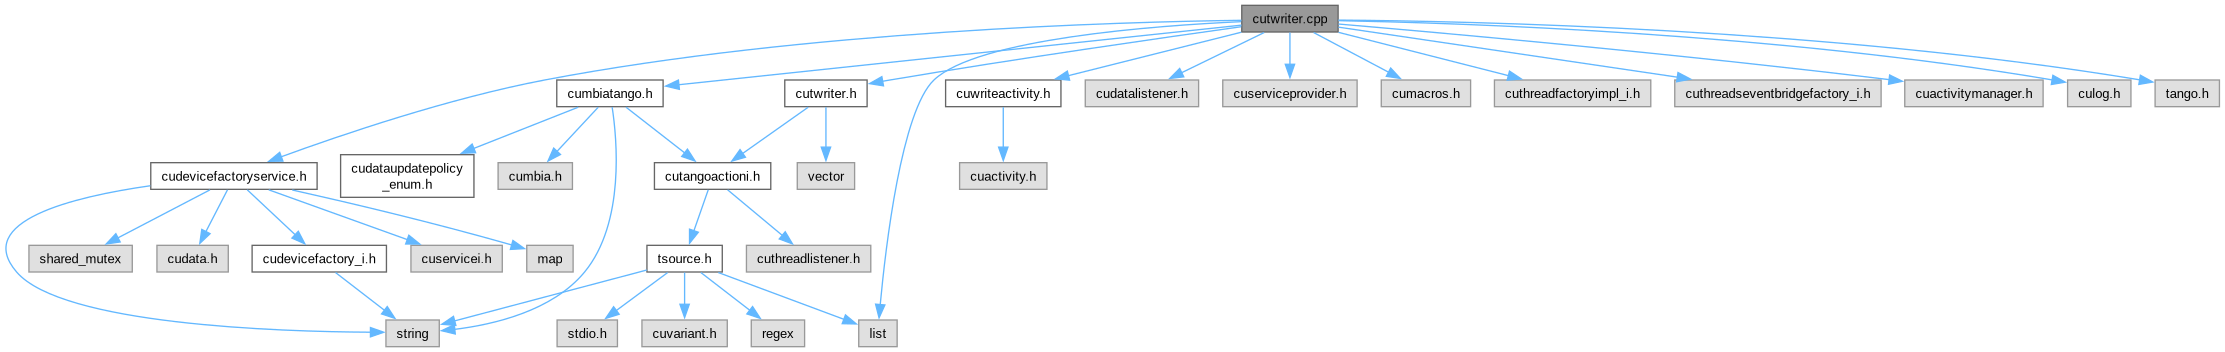 cutwriter.cpp
cumbiatango.h
cutwriter.h
cuwriteactivity.h
cudatalistener.h
cuserviceprovider.h
cumacros.h
cuthreadfactoryimpl_i.h
cuthreadseventbridgefactory_i.h
cuactivitymanager.h
culog.h
tango.h
cudevicefactoryservice.h
cudataupdatepolicy
_enum.h
cumbia.h
cutangoactioni.h
vector
cuactivity.h
shared_mutex
cudata.h
cudevicefactory_i.h
cuservicei.h
map
tsource.h
cuthreadlistener.h
string
stdio.h
cuvariant.h
regex
list